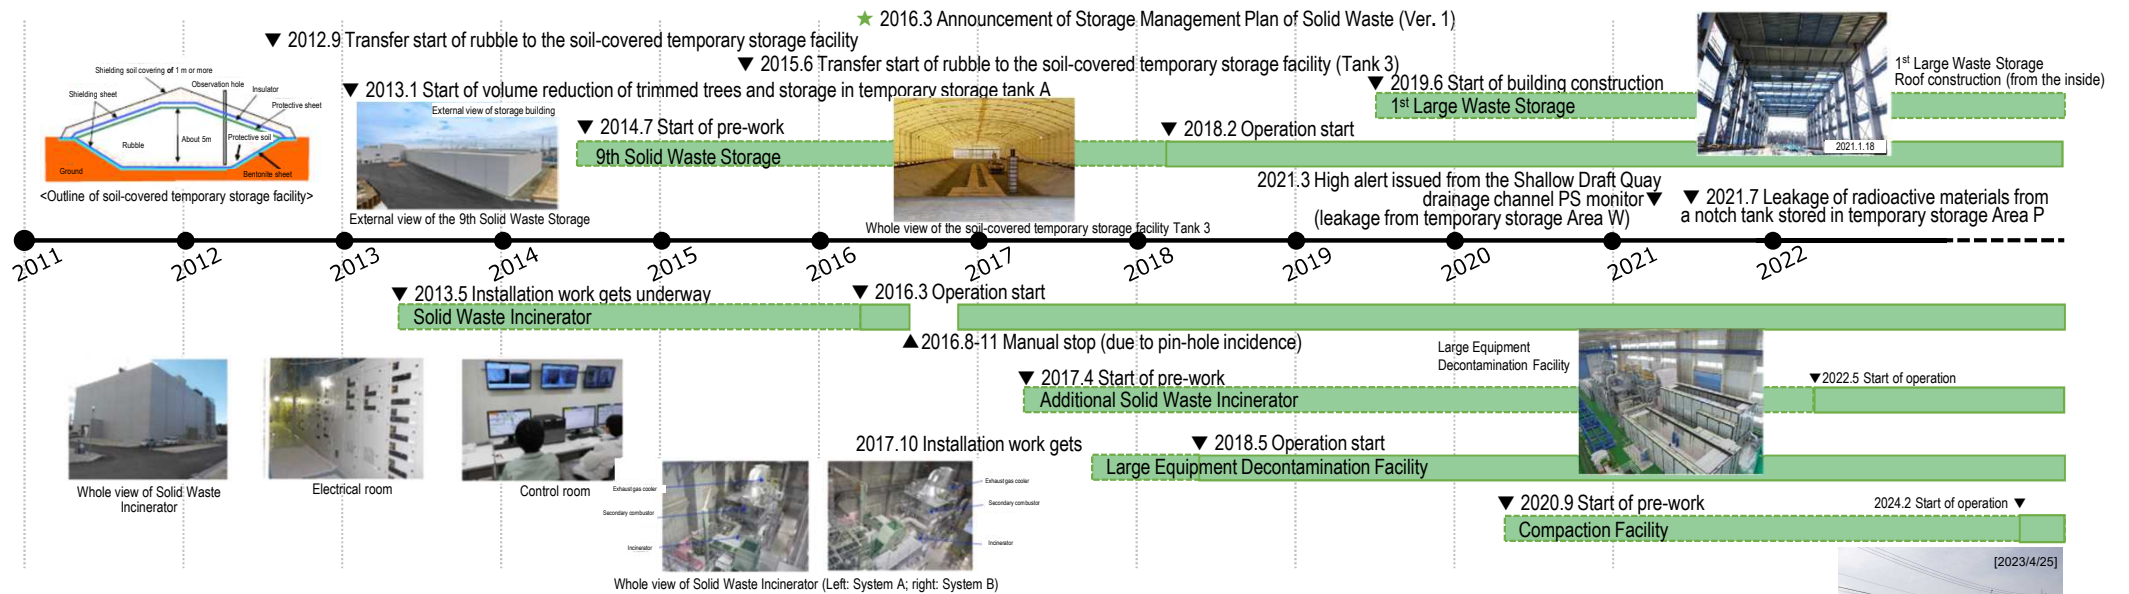 ★ 2016.3 Announcement of Storage Management Plan of Solid Waste (Ver. 1)
▼ 2012.9 Transfer start of rubble to the soil-covered temporary storage facility
▼ 2015.6 Transfer start of rubble to the soil-covered temporary storage facility (Tank 3)
▼ 2013.1 Start of volume reduction of trimmed trees and storage in temporary storage tank A
▼ 2019.6 Start of building construction
1st Large Waste Storage
1st Large Waste Storage
Roof construction (from the inside)
2021.1.18
Shielding soil covering of 1 m or more
Observation hole
Shielding sheet
Insulator
Protective sheet
About 5m
Protective soil
Rubble
Ground
Bentonite sheet
<Outline of soil-covered temporary storage facility>
External view of storage building
External view of the 9th Solid Waste Storage
▼ 2014.7 Start of pre-work
9th Solid Waste Storage
▼ 2018.2 Operation start
Whole view of the soil-covered temporary storage facility Tank 3
2021.3 High alert issued from the Shallow Draft Quay
drainage channel PS monitor ▼
(leakage from temporary storage Area W)
▼ 2021.7 Leakage of radioactive materials from
a notch tank stored in temporary storage Area P
2011
2012
2013
2014
2015
2016
2017
2018
2019
2020
2021
2022
▼ 2013.5 Installation work gets underway
Solid Waste Incinerator
▼ 2016.3 Operation start
▲ 2016.8-11 Manual stop (due to pin-hole incidence)
Large Equipment
Decontamination Facility
▼ 2017.4 Start of pre-work
Additional Solid Waste Incinerator
▼ 2022.5 Start of operation
2017.10 Installation work gets
▼ 2018.5 Operation start
Large Equipment Decontamination Facility
▼ 2020.9 Start of pre-work
2024.2 Start of operation ▼
Compaction Facility
[2023/4/25]
Whole view of Solid Waste
Incinerator
Electrical room
Control room
Exhaust gas cooler
Secondary combustor
Incinerator
Exhaust gas cooler
Secondary combustor
Incinerator
Whole view of Solid Waste Incinerator (Left: System A; right: System B)